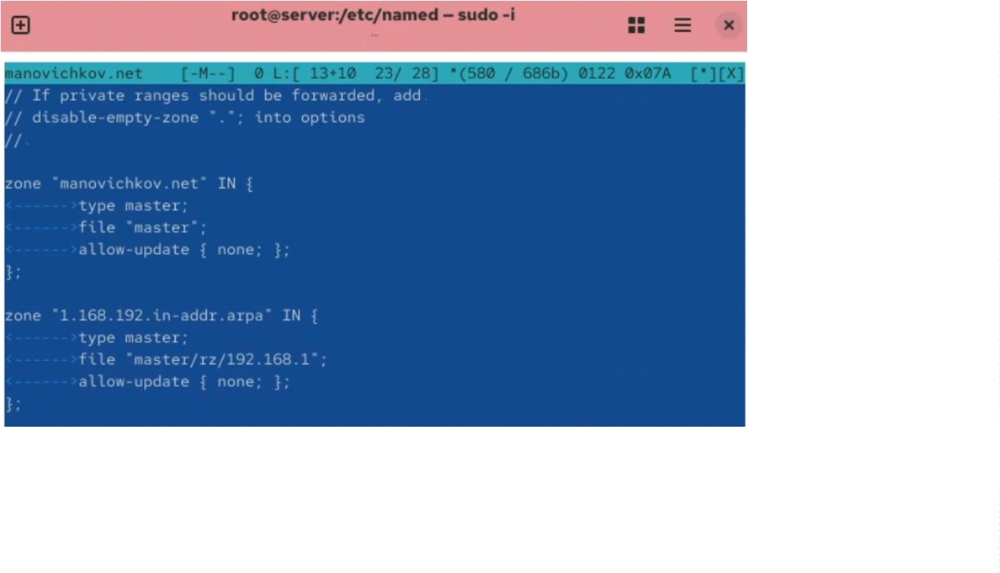 root@server:/etc/named — sudo -i
~
manovichkov.net [-M--] 0 L:[ 13+10 23/ 28] *(580 / 686b) 0122 0x07A [*][X]
// If private ranges should be forwarded, add.
// disable-empty-zone "."; into options
//.
zone "manovichkov.net" IN {
<------>type master;
<------>file "master";
<------>allow-update { none; };
};
zone "1.168.192.in-addr.arpa" IN {
<------>type master;
<------>file "master/rz/192.168.1";
<------>allow-update { none; };
};